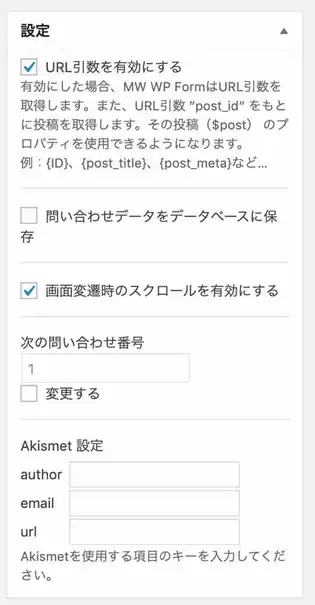 設定
URL引数を有効にする
有効にした場合、MW WP FormはURL引数を
取得します。また、URL引数 "post_id" をもと
に投稿を取得します。その投稿（$post） のプ
ロパティを使用できるようになります。
例：{ID}、{post_title}、{post_meta}など...
問い合わせデータをデータベースに保
存
画面変遷時のスクロールを有効にする
次の問い合わせ番号
1
変更する
Akismet 設定
author
email
url
Akismetを使用する項目のキーを入力してくだ
さい。